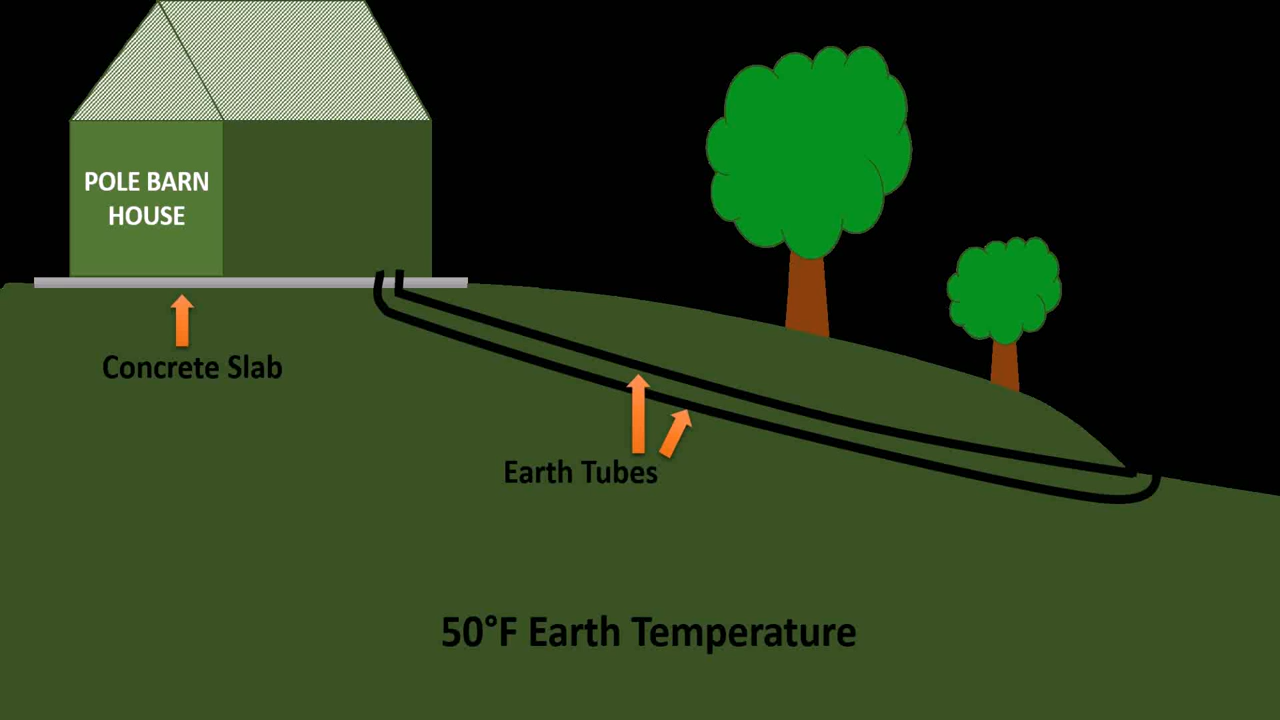 POLE BARN
HOUSE
Concrete Slab
Earth Tubes
50°F Earth Temperature